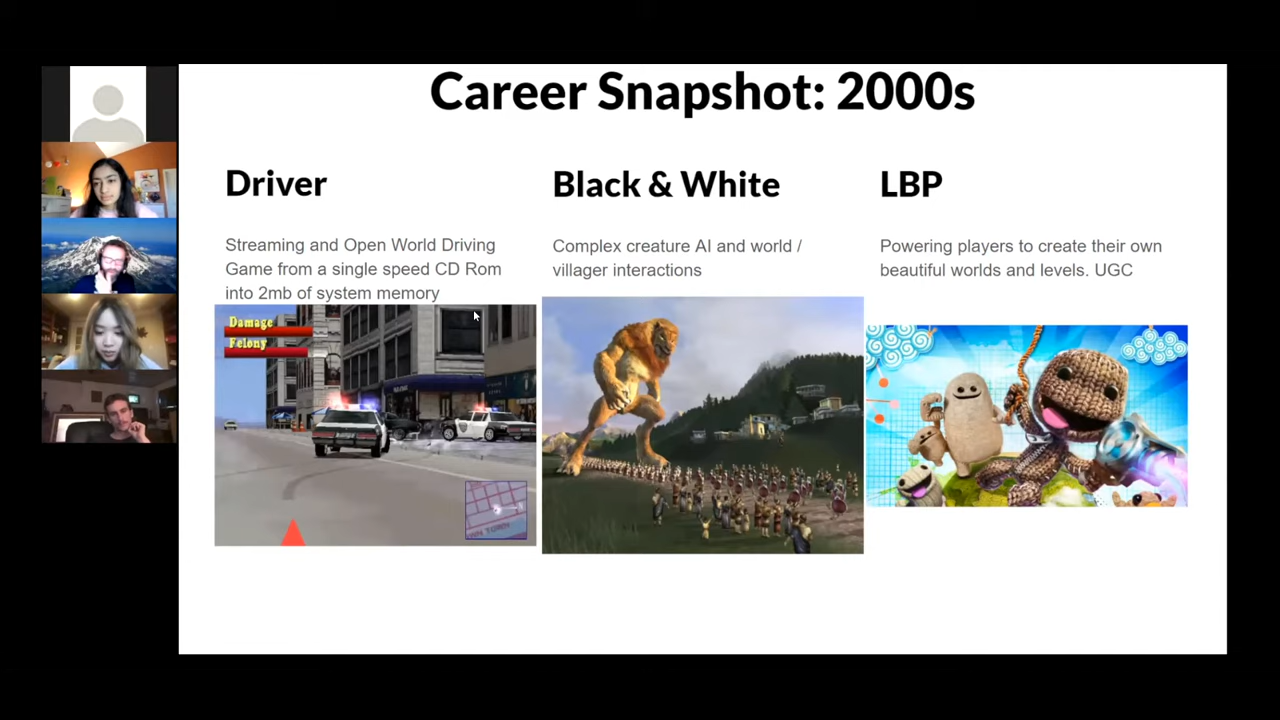 Career Snapshot: 2000s
Driver
Streaming and Open World Driving
Game from a single speed CD Rom
into 2mb of system memory
Damage
Felony
Black & White
Complex creature AI and world /
villager interactions
LBP
Powering players to create their own
beautiful worlds and levels. UGC